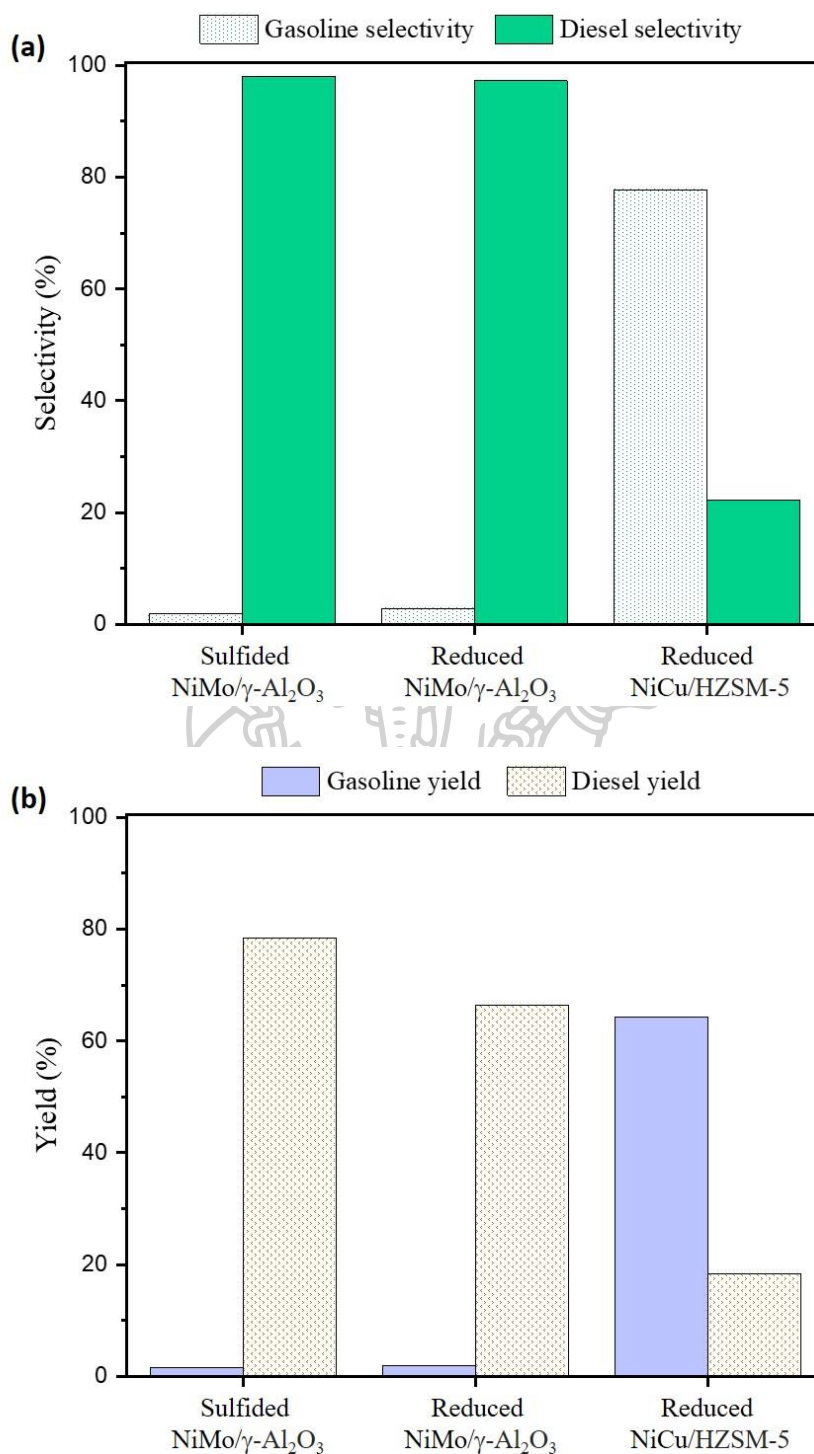 (a)
Gasoline selectivity Diesel selectivity
Selectivity (%)
100
80
60
40
20
0
Sulfided Reduced Reduced
NiMo/γ-Al₂O₃ NiMo/γ-Al₂O₃ NiCu/HZSM-5
(b)
Gasoline yield Diesel yield
Yield (%)
100
80
60
40
20
0
Sulfided Reduced Reduced
NiMo/γ-Al₂O₃ NiMo/γ-Al₂O₃ NiCu/HZSM-5